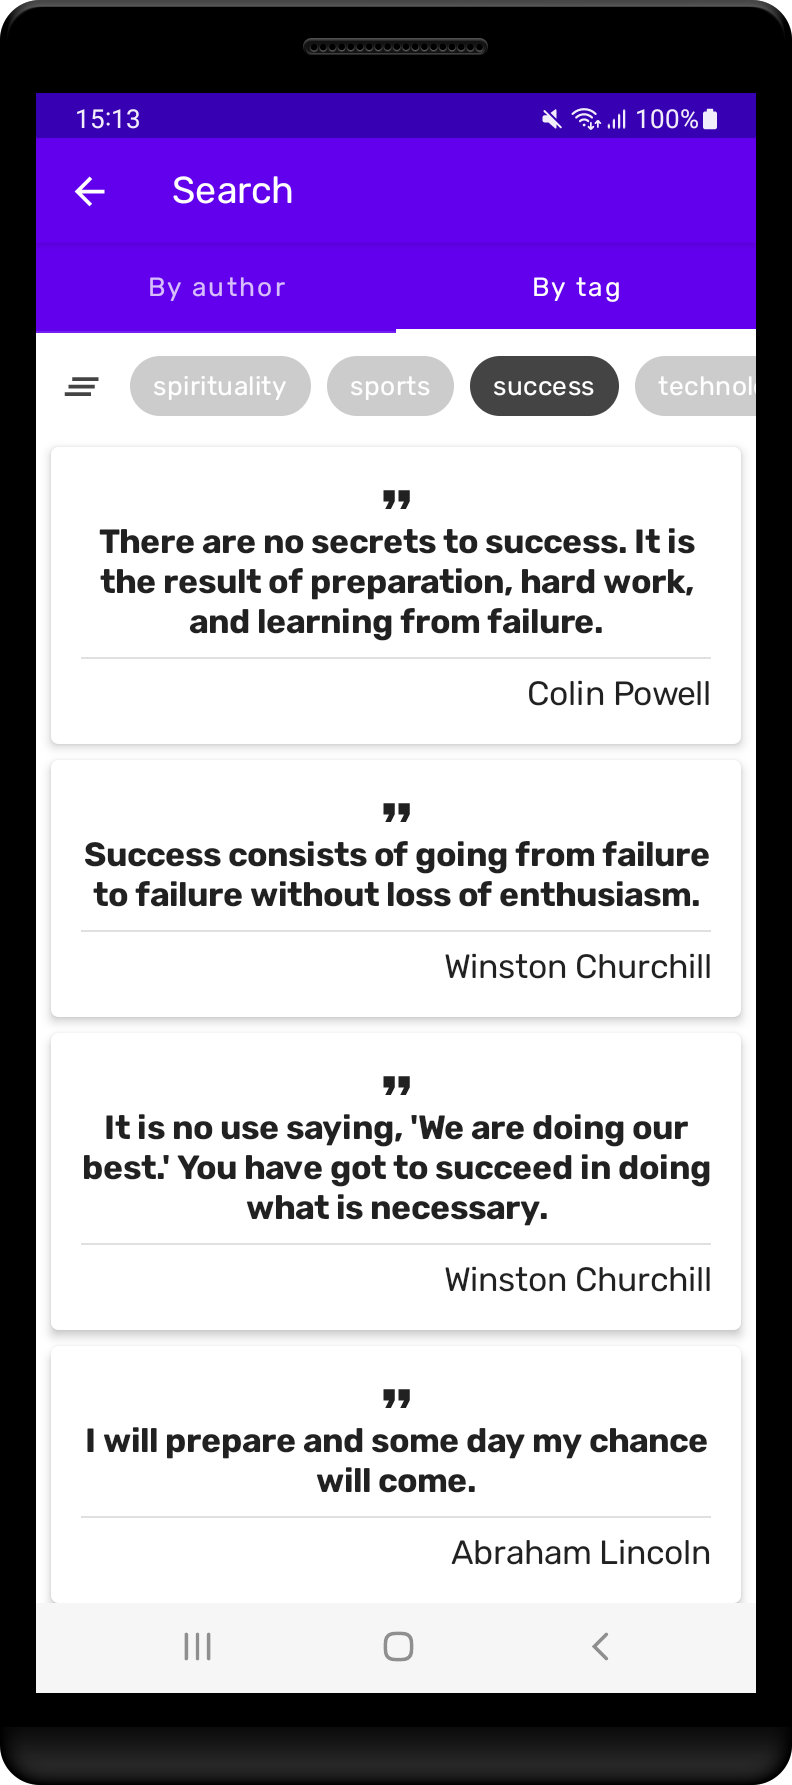 15:13 100%
Search
By author By tag
spirituality sports success technol
❞
There are no secrets to success. It is
the result of preparation, hard work,
and learning from failure.
Colin Powell
❞
Success consists of going from failure
to failure without loss of enthusiasm.
Winston Churchill
❞
It is no use saying, 'We are doing our
best.' You have got to succeed in doing
what is necessary.
Winston Churchill
❞
I will prepare and some day my chance
will come.
Abraham Lincoln